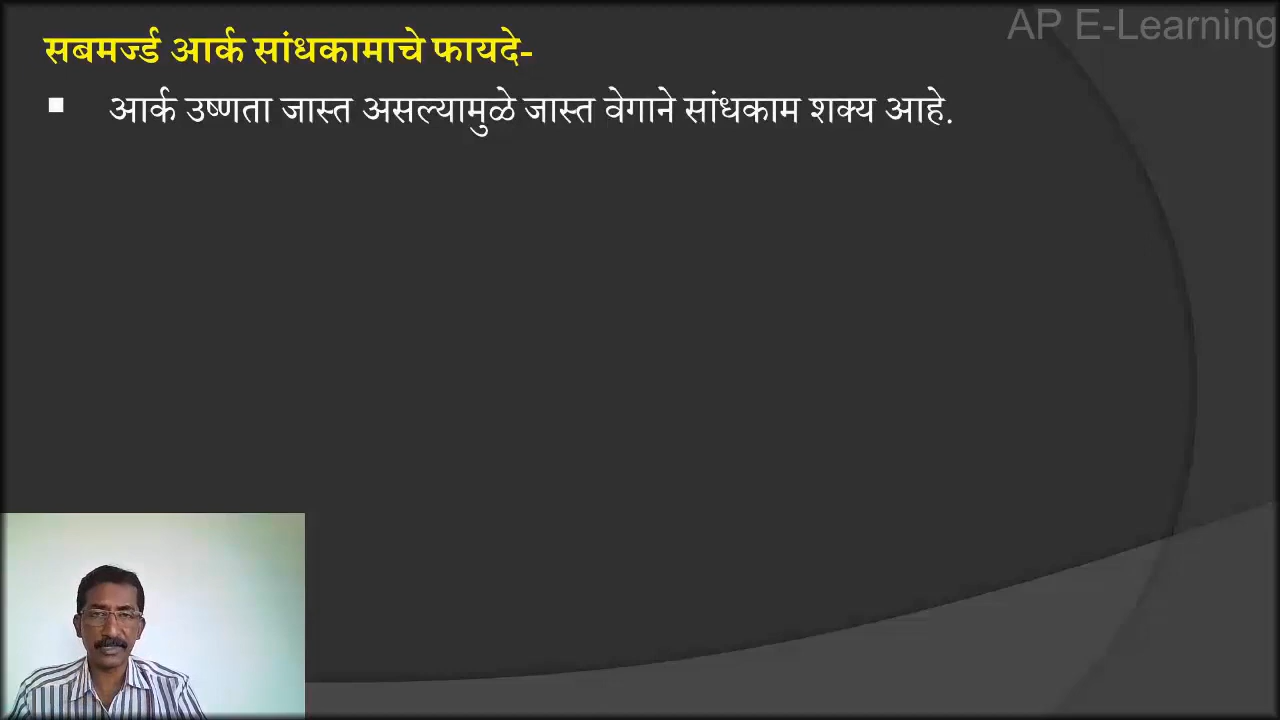 AP E-Learning
सबमर्ज्ड आर्क सांधकामाचे फायदे-
▪ आर्क उष्णता जास्त असल्यामुळे जास्त वेगाने सांधकाम शक्य आहे.